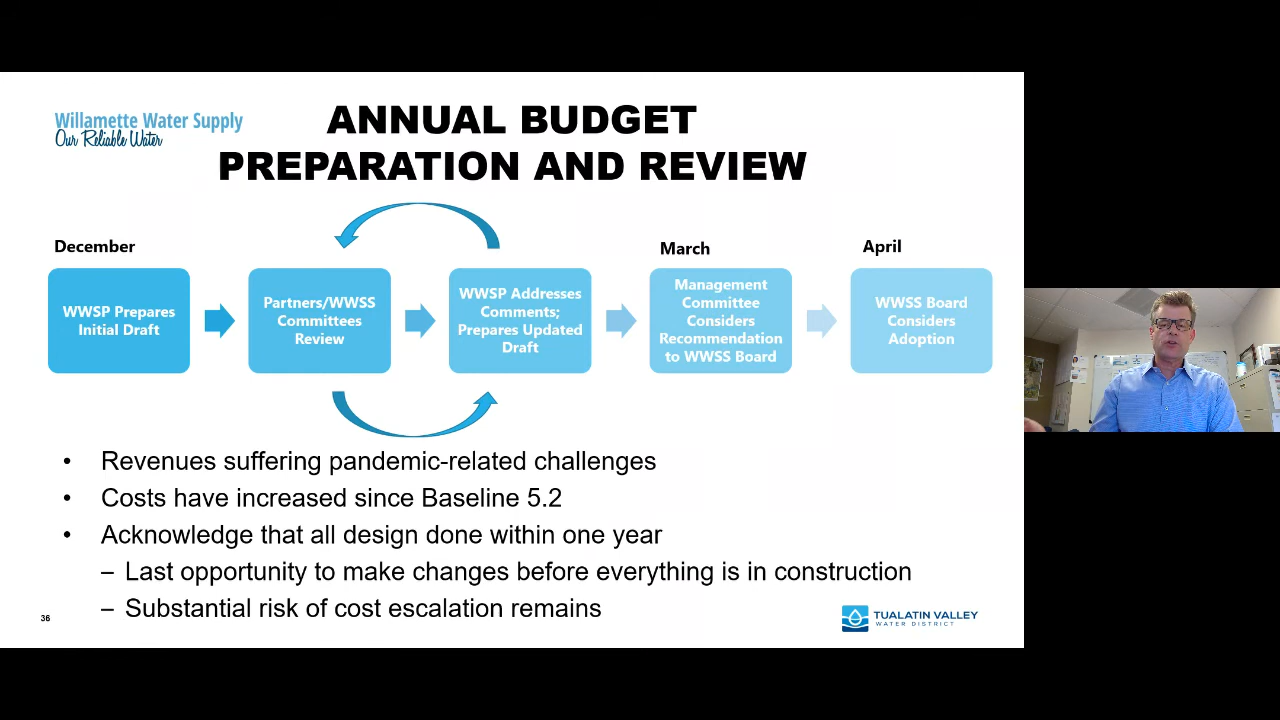 Willamette Water Supply
Our Reliable Water
ANNUAL BUDGET
PREPARATION AND REVIEW
December
March
April
WWSP Prepares
Initial Draft
Partners/WWSS
Committees
Review
WWSP Addresses
Comments;
Prepares Updated
Draft
Management
Committee
Considers
Recommendation
to WWSS Board
WWSS Board
Considers
Adoption
• Revenues suffering pandemic-related challenges
• Costs have increased since Baseline 5.2
• Acknowledge that all design done within one year
– Last opportunity to make changes before everything is in construction
– Substantial risk of cost escalation remains
36
TUALATIN VALLEY
WATER DISTRICT